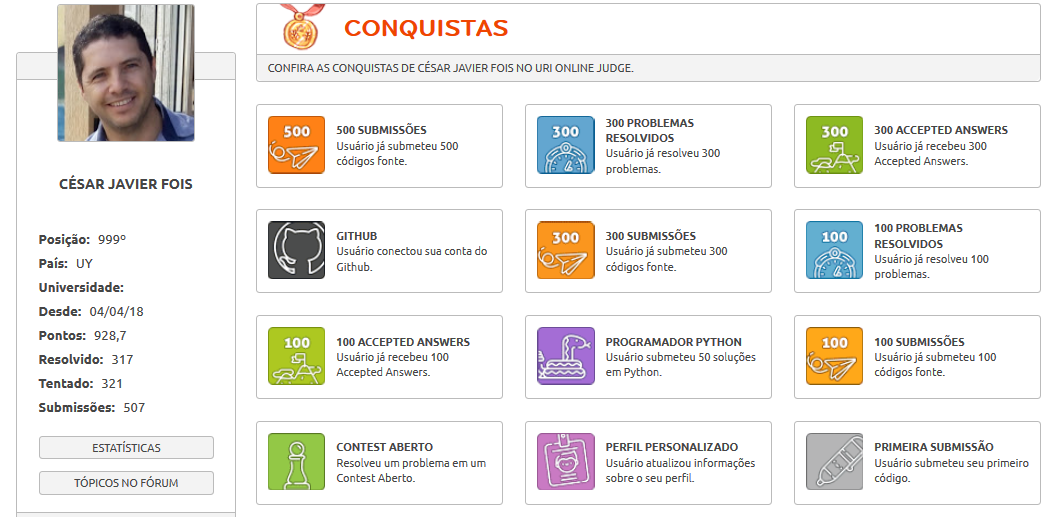 CONQUISTAS
CONFIRA AS CONQUISTAS DE CÉSAR JAVIER FOIS NO URI ONLINE JUDGE.
CÉSAR JAVIER FOIS
Posição: 999º
País: UY
Universidade:
Desde: 04/04/18
Pontos: 928,7
Resolvido: 317
Tentado: 321
Submissões: 507
ESTATÍSTICAS
TÓPICOS NO FÓRUM
500
500 SUBMISSÕES
Usuário já submeteu 500
códigos fonte.
300
300 PROBLEMAS
RESOLVIDOS
Usuário já resolveu 300
problemas.
300
300 ACCEPTED ANSWERS
Usuário já recebeu 300
Accepted Answers.
GITHUB
Usuário conectou sua conta do
Github.
300
300 SUBMISSÕES
Usuário já submeteu 300
códigos fonte.
100
100 PROBLEMAS
RESOLVIDOS
Usuário já resolveu 100
problemas.
100
100 ACCEPTED ANSWERS
Usuário já recebeu 100
Accepted Answers.
PROGRAMADOR PYTHON
Usuário submeteu 50 soluções
em Python.
100
100 SUBMISSÕES
Usuário já submeteu 100
códigos fonte.
CONTEST ABERTO
Resolveu um problema em um
Contest Aberto.
PERFIL PERSONALIZADO
Usuário atualizou informações
sobre o seu perfil.
PRIMEIRA SUBMISSÃO
Usuário submeteu seu primeiro
código.